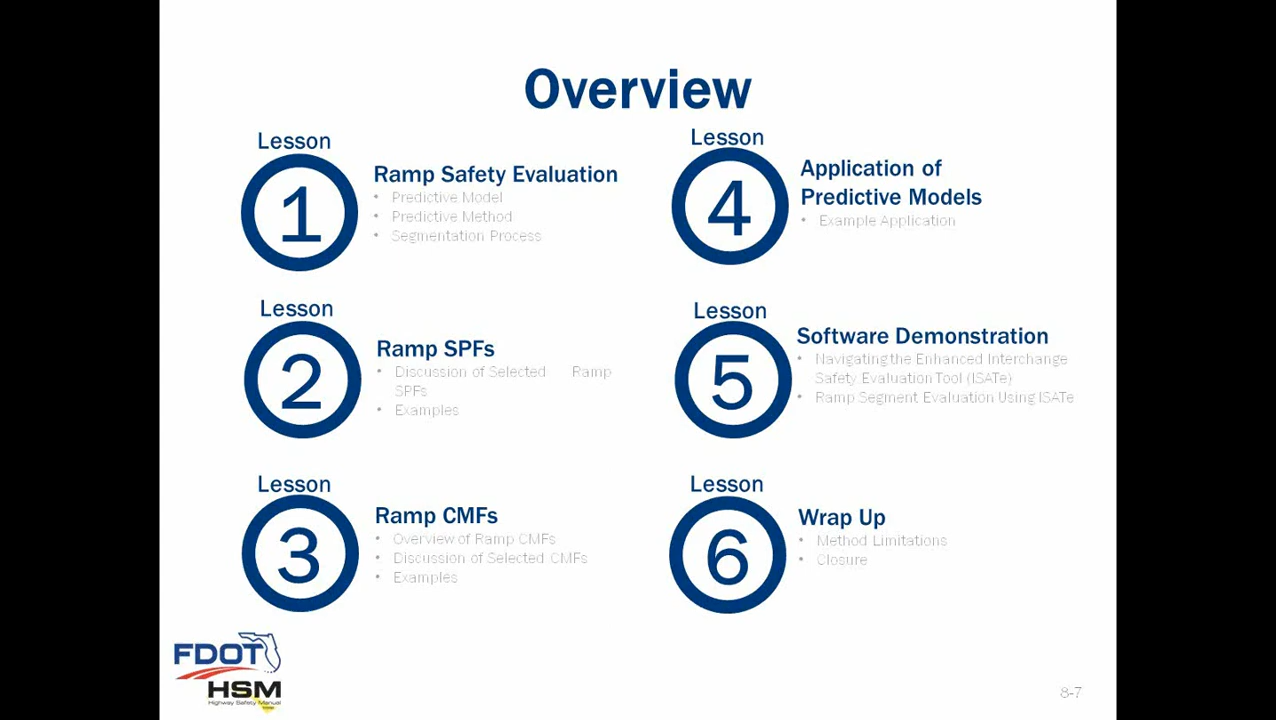 Overview
Lesson
1
Ramp Safety Evaluation
• Predictive Model
• Predictive Method
• Segmentation Process
Lesson
2
Ramp SPFs
• Discussion of Selected Ramp
SPFs
• Examples
Lesson
3
Ramp CMFs
• Overview of Ramp CMFs
• Discussion of Selected CMFs
• Examples
Lesson
4
Application of
Predictive Models
• Example Application
Lesson
5
Software Demonstration
• Navigating the Enhanced Interchange
Safety Evaluation Tool (ISATe)
• Ramp Segment Evaluation Using ISATe
Lesson
6
Wrap Up
• Method Limitations
• Closure
FDOT
HSM
Highway Safety Manual
8-7